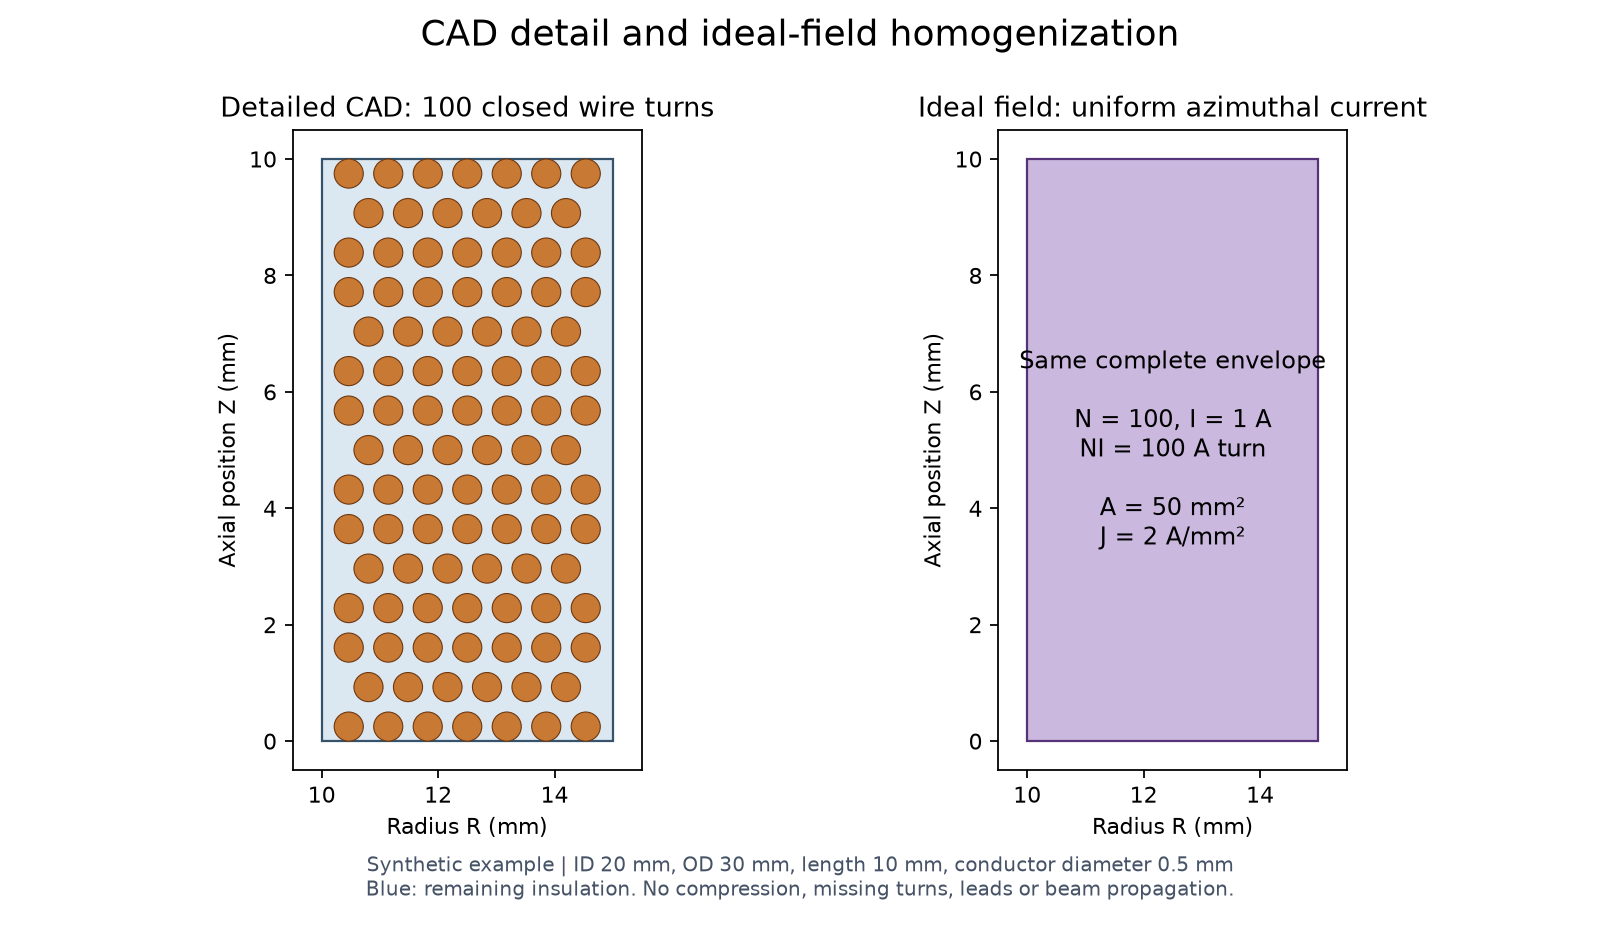 CAD detail and ideal-field homogenization
Detailed CAD: 100 closed wire turns
10
8
6
4
2
0
Axial position Z (mm)
10 12 14
Radius R (mm)
Ideal field: uniform azimuthal current
10
8
6
4
2
0
Axial position Z (mm)
Same complete envelope
N = 100, I = 1 A
NI = 100 A turn
A = 50 mm²
J = 2 A/mm²
10 12 14
Radius R (mm)
Synthetic example | ID 20 mm, OD 30 mm, length 10 mm, conductor diameter 0.5 mm
Blue: remaining insulation. No compression, missing turns, leads or beam propagation.